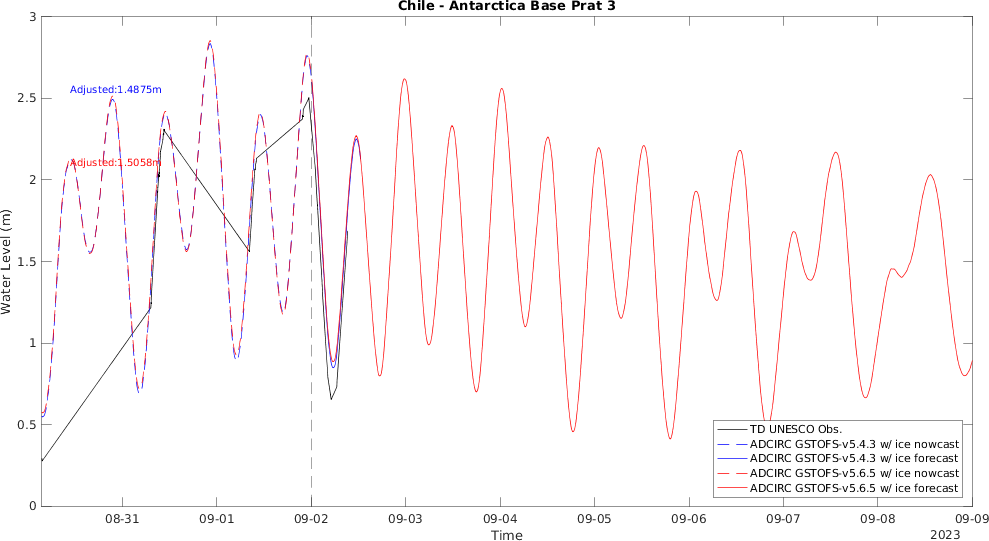 Chile - Antarctica Base Prat 3
3
2.5
2
1.5
1
0.5
0
Water Level (m)
Adjusted:1.4875m
Adjusted:1.5058m
TD UNESCO Obs.
ADCIRC GSTOFS-v5.4.3 w/ ice nowcast
ADCIRC GSTOFS-v5.4.3 w/ ice forecast
ADCIRC GSTOFS-v5.6.5 w/ ice nowcast
ADCIRC GSTOFS-v5.6.5 w/ ice forecast
08-31 09-01 09-02 09-03 09-04 09-05 09-06 09-07 09-08 09-09
Time
2023